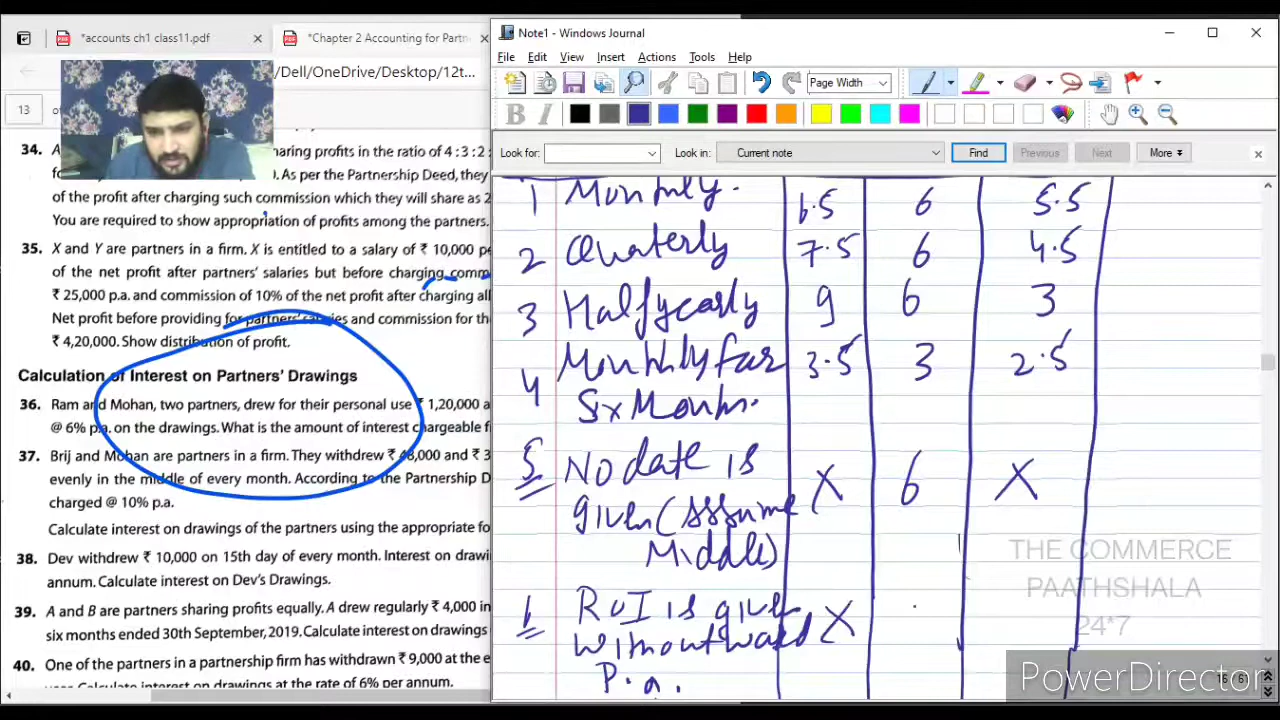 *accounts ch1 class11.pdf
*Chapter 2 Accounting for Partn
/Dell/OneDrive/Desktop/12t...
13
34. A
haring profits in the ratio of 4 : 3 : 2 :
As per the Partnership Deed, they
of the profit after charging such commission which they will share as 2
You are required to show appropriation of profits among the partners.
35. X and Y are partners in a firm. X is entitled to a salary of ₹ 10,000 pe
of the net profit after partners' salaries but before charging comm
₹ 25,000 p.a. and commission of 10% of the net profit after charging all
Net profit before providing for partners' salaries and commission for th
₹ 4,20,000. Show distribution of profit.
Calculation of Interest on Partners' Drawings
36. Ram and Mohan, two partners, drew for their personal use ₹ 1,20,000 a
@ 6% p.a. on the drawings. What is the amount of interest chargeable f
37. Brij and Mohan are partners in a firm. They withdrew ₹ 48,000 and ₹ 3
evenly in the middle of every month. According to the Partnership D
charged @ 10% p.a.
Calculate interest on drawings of the partners using the appropriate fo
38. Dev withdrew ₹ 10,000 on 15th day of every month. Interest on drawi
annum. Calculate interest on Dev's Drawings.
39. A and B are partners sharing profits equally. A drew regularly ₹ 4,000 in
six months ended 30th September, 2019. Calculate interest on drawings
40. One of the partners in a partnership firm has withdrawn ₹ 9,000 at the e
year. Calculate interest on drawings at the rate of 6% per annum.
Note1 - Windows Journal
File Edit View Insert Actions Tools Help
Page Width
B I
Look for: Look in: Current note Find Previous Next More
1 Monthly. 6.5 6 5.5
2 Quaterly 7.5 6 4.5
3 Halfyearly 9 6 3
4 Monthly for 3.5 3 2.5
Six Months.
5 No date is X 6 X
given (Assume
Middle)
6 ROI is given X
without word
P.a.
THE COMMERCE
PAATHSHALA
24*7
PowerDirector